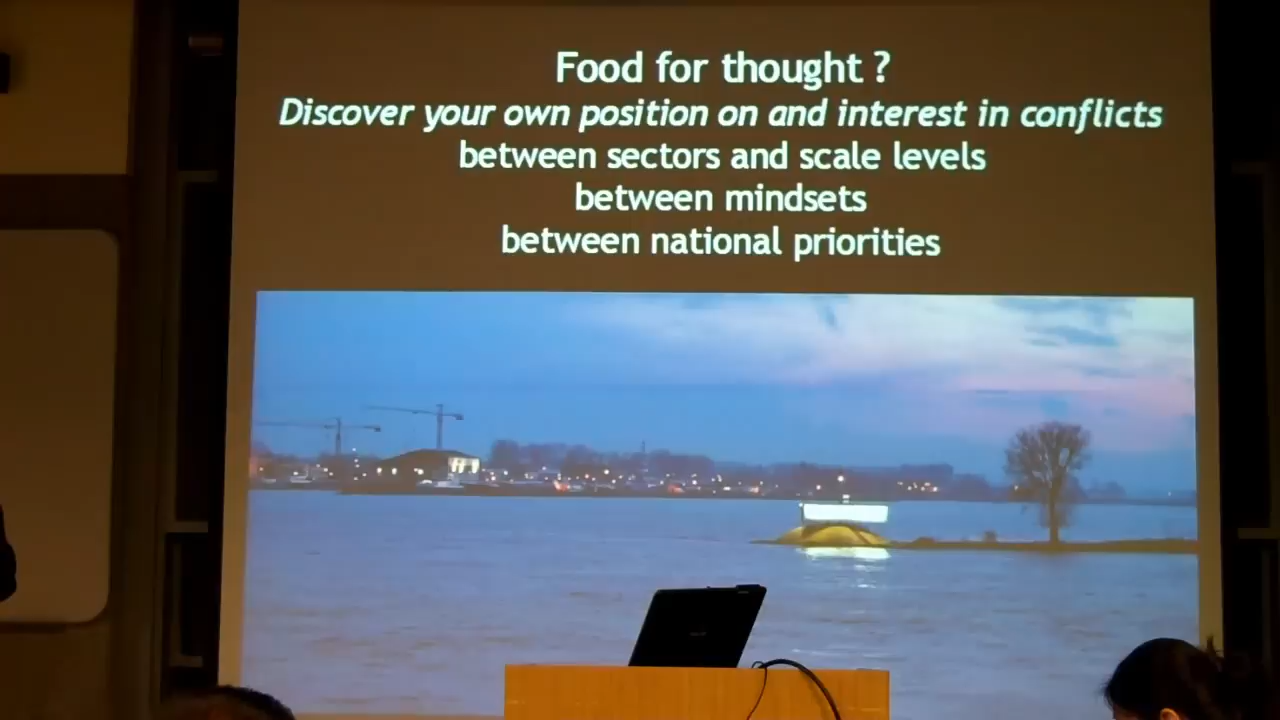 Food for thought ?
Discover your own position on and interest in conflicts
between sectors and scale levels
between mindsets
between national priorities